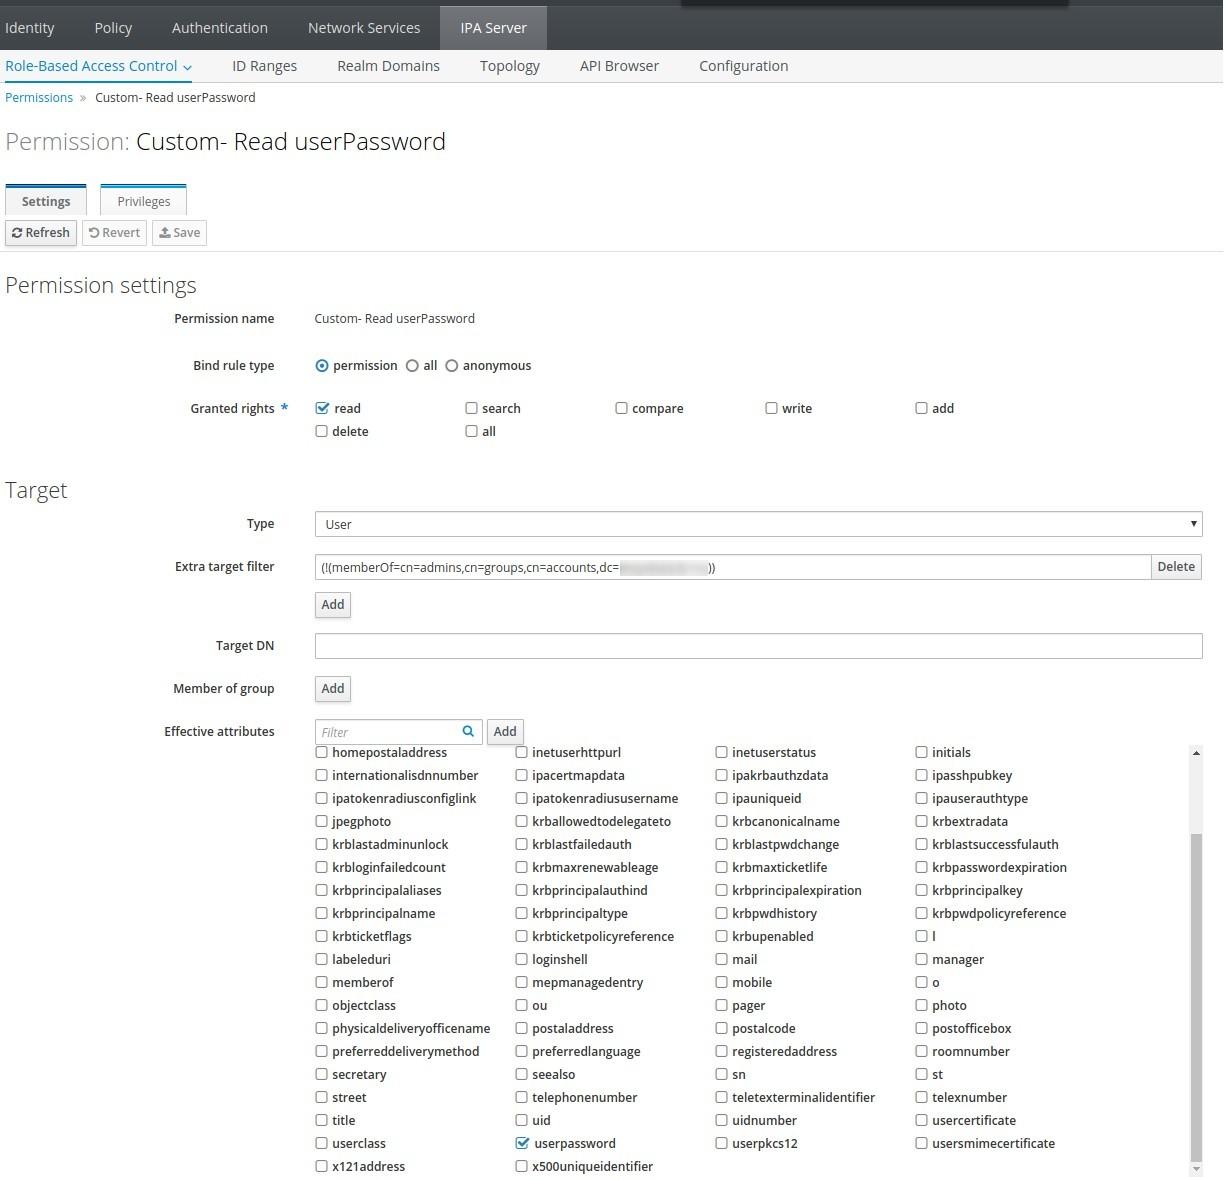 Identity Policy Authentication Network Services IPA Server
Role-Based Access Control ID Ranges Realm Domains Topology API Browser Configuration
Permissions » Custom- Read userPassword
Permission: Custom- Read userPassword
Settings Privileges
Refresh Revert Save
Permission settings
Permission name Custom- Read userPassword
Bind rule type permission all anonymous
Granted rights * read search compare write add
delete all
Target
Type User
Extra target filter (!(memberOf=cn=admins,cn=groups,cn=accounts,dc= )) Delete
Add
Target DN
Member of group Add
Effective attributes Filter Add
homepostaladdress inetuserhttpurl inetuserstatus initials
internationalisdnnumber ipacertmapdata ipakrbauthzdata ipasshpubkey
ipatokenradiusconfiglink ipatokenradiususername ipauniqueid ipauserauthtype
jpegphoto krballowedtodelegateto krbcanonicalname krbextradata
krblastadminunlock krblastfailedauth krblastpwdchange krblastsuccessfulauth
krbloginfailedcount krbmaxrenewableage krbmaxticketlife krbpasswordexpiration
krbprincipalaliases krbprincipalauthind krbprincipalexpiration krbprincipalkey
krbprincipalname krbprincipaltype krbpwdhistory krbpwdpolicyreference
krbticketflags krbticketpolicyreference krbupenabled l
labeleduri loginshell mail manager
memberof mepmanagedentry mobile o
objectclass ou pager photo
physicaldeliveryofficename postaladdress postalcode postofficebox
preferreddeliverymethod preferredlanguage registeredaddress roomnumber
secretary seealso sn st
street telephonenumber teletexterminalidentifier telexnumber
title uid uidnumber usercertificate
userclass userpassword userpkcs12 usersmimecertificate
x121address x500uniqueidentifier